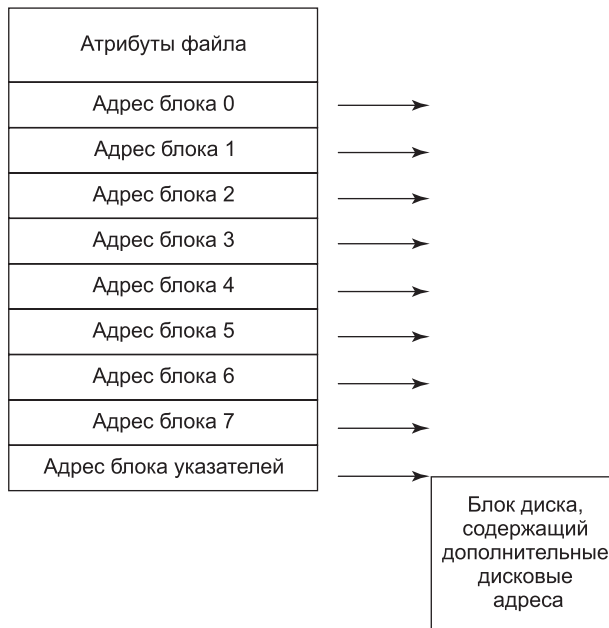 Атрибуты файла
Адрес блока 0
Адрес блока 1
Адрес блока 2
Адрес блока 3
Адрес блока 4
Адрес блока 5
Адрес блока 6
Адрес блока 7
Адрес блока указателей
Блок диска,
содержащий
дополнительные
дисковые
адреса